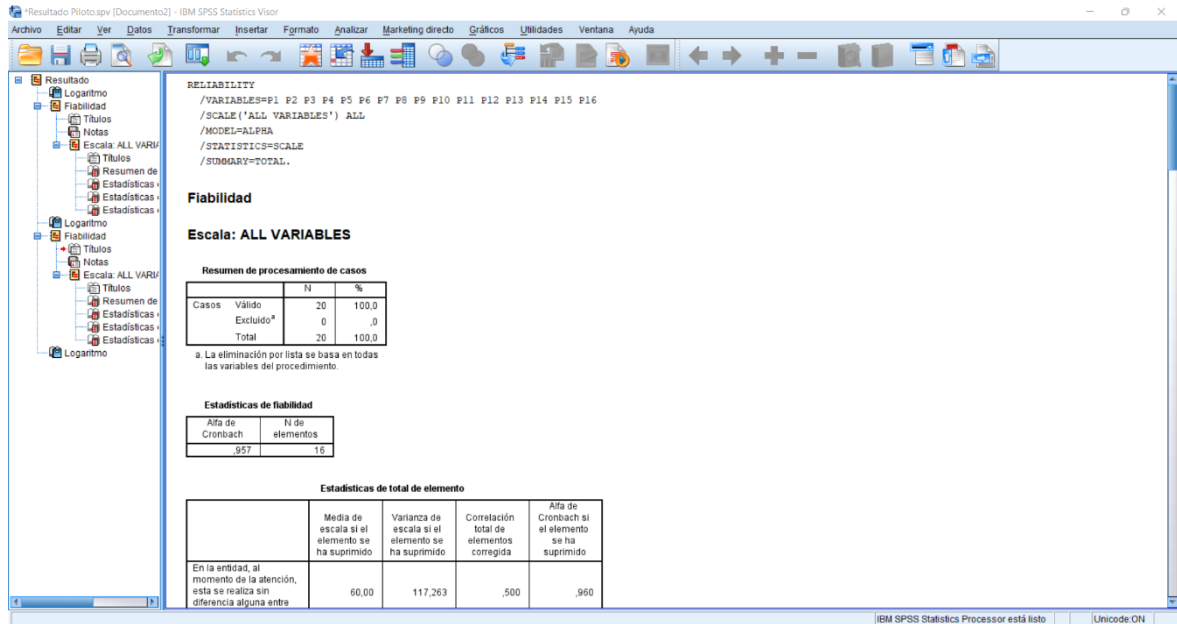 *Resultado Piloto.spv [Documento2] - IBM SPSS Statistics Visor
Archivo Editar Ver Datos Transformar Insertar Formato Analizar Marketing directo Gráficos Utilidades Ventana Ayuda
Resultado
Logaritmo
Fiabilidad
Títulos
Notas
Escala: ALL VARI
Títulos
Resumen de
Estadísticas
Estadísticas
Estadísticas
Logaritmo
Fiabilidad
Títulos
Notas
Escala: ALL VARI
Títulos
Resumen de
Estadísticas
Estadísticas
Estadísticas
Logaritmo
RELIABILITY
/VARIABLES=P1 P2 P3 P4 P5 P6 P7 P8 P9 P10 P11 P12 P13 P14 P15 P16
/SCALE('ALL VARIABLES') ALL
/MODEL=ALPHA
/STATISTICS=SCALE
/SUMMARY=TOTAL.
Fiabilidad
Escala: ALL VARIABLES
Resumen de procesamiento de casos
N %
Casos Válido 20 100,0
Excluido^a 0 ,0
Total 20 100,0
a. La eliminación por lista se basa en todas
las variables del procedimiento.
Estadísticas de fiabilidad
Alfa de
Cronbach
N de
elementos
,957 16
Estadísticas de total de elemento
Media de
escala si el
elemento se
ha suprimido
Varianza de
escala si el
elemento se
ha suprimido
Correlación
total de
elementos
corregida
Alfa de
Cronbach si
el elemento
se ha
suprimido
En la entidad, al
momento de la atención,
esta se realiza sin
diferencia alguna entre
60,00 117,263 ,500 ,960
IBM SPSS Statistics Processor está listo Unicode:ON